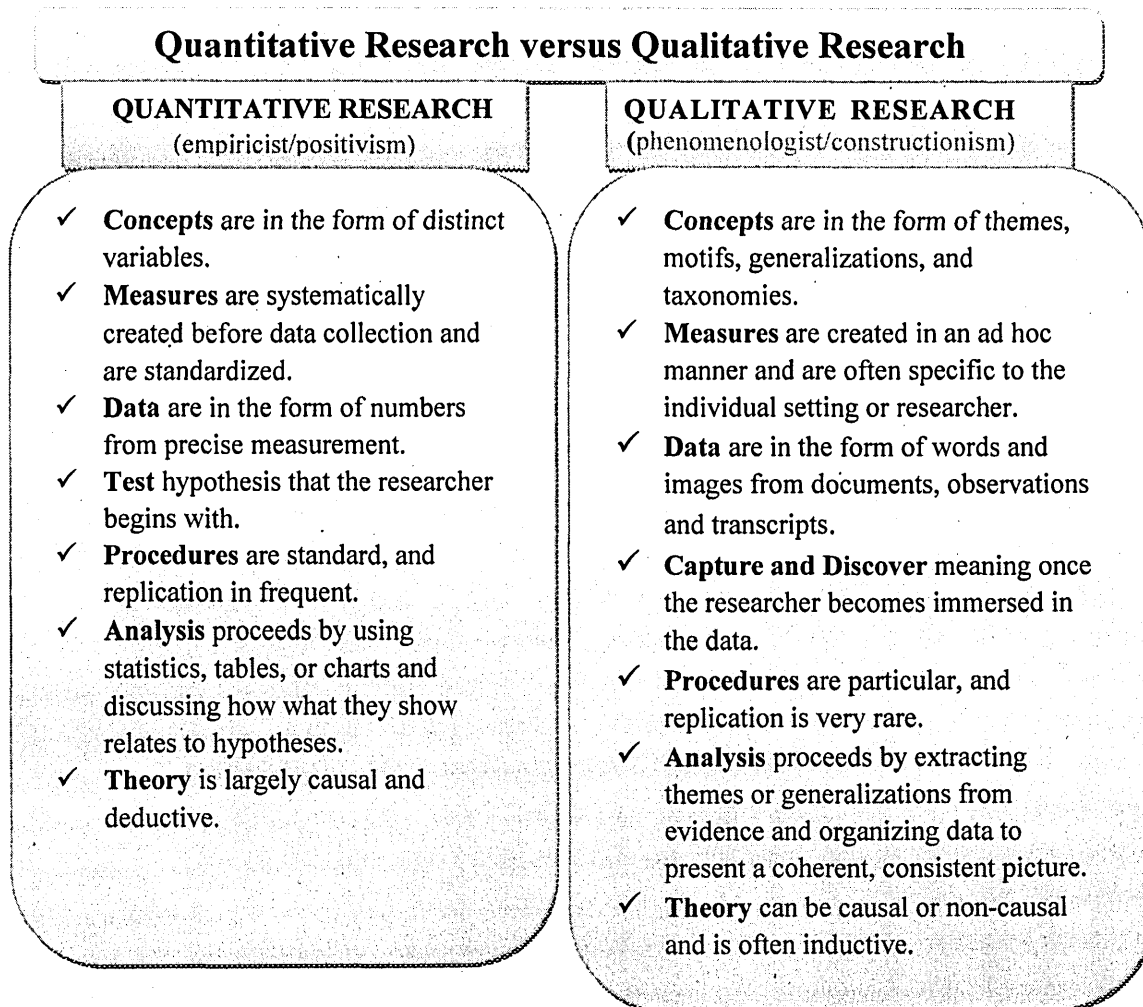 Quantitative Research versus Qualitative Research
QUANTITATIVE RESEARCH
(empiricist/positivism)
✓ Concepts are in the form of distinct
variables.
✓ Measures are systematically
created before data collection and
are standardized.
✓ Data are in the form of numbers
from precise measurement.
✓ Test hypothesis that the researcher
begins with.
✓ Procedures are standard, and
replication in frequent.
✓ Analysis proceeds by using
statistics, tables, or charts and
discussing how what they show
relates to hypotheses.
✓ Theory is largely causal and
deductive.
QUALITATIVE RESEARCH
(phenomenologist/constructionism)
✓ Concepts are in the form of themes,
motifs, generalizations, and
taxonomies.
✓ Measures are created in an ad hoc
manner and are often specific to the
individual setting or researcher.
✓ Data are in the form of words and
images from documents, observations
and transcripts.
✓ Capture and Discover meaning once
the researcher becomes immersed in
the data.
✓ Procedures are particular, and
replication is very rare.
✓ Analysis proceeds by extracting
themes or generalizations from
evidence and organizing data to
present a coherent, consistent picture.
✓ Theory can be causal or non-causal
and is often inductive.